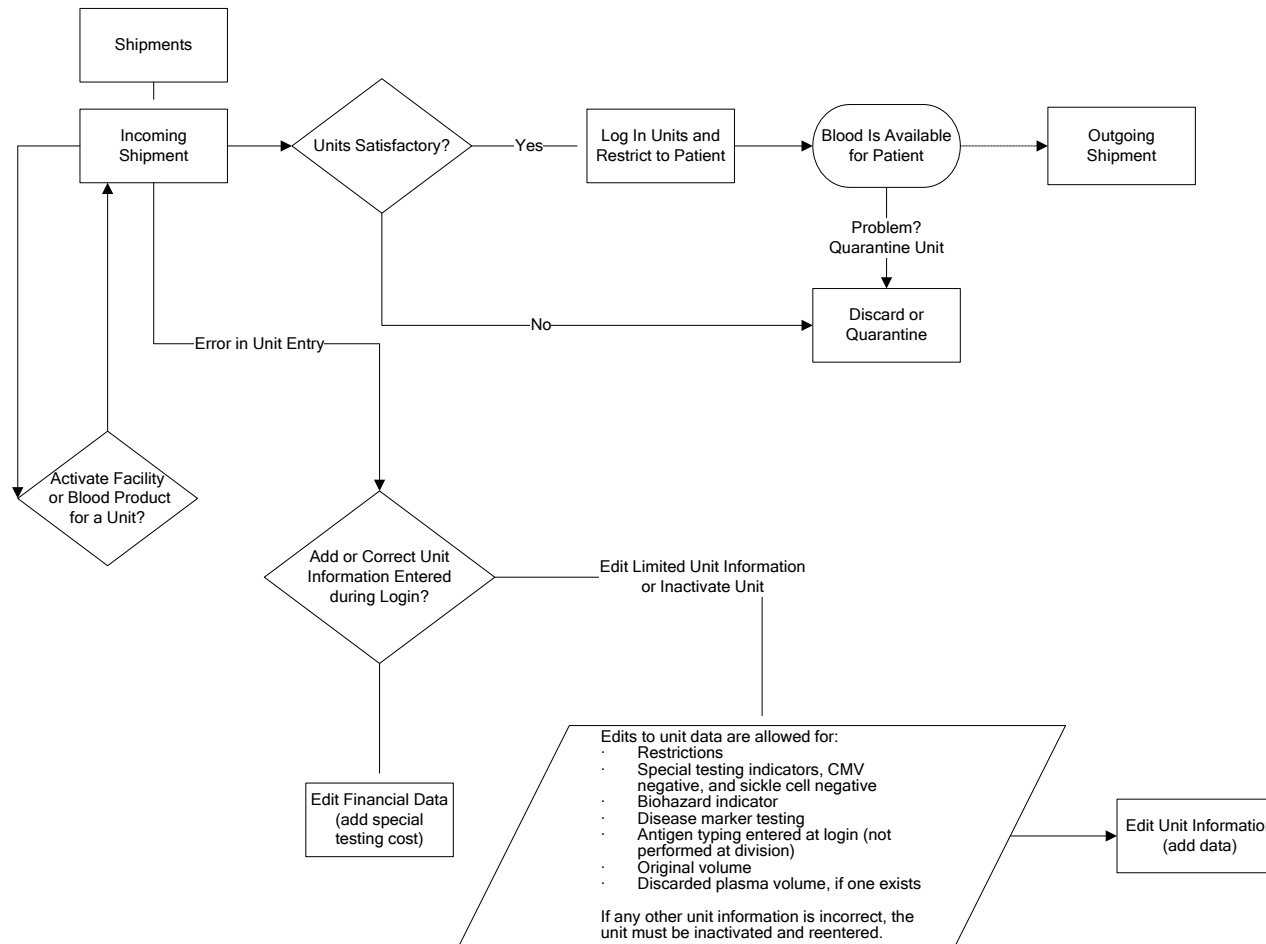 Shipments
Incoming
Shipment
Units Satisfactory?
Yes
Log In Units and
Restrict to Patient
Blood Is Available
for Patient
Outgoing
Shipment
Problem?
Quarantine Unit
Discard or
Quarantine
No
Error in Unit Entry
Activate Facility
or Blood Product
for a Unit?
Add or Correct Unit
Information Entered
during Login?
Edit Limited Unit Information
or Inactivate Unit
Edit Financial Data
(add special
testing cost)
Edits to unit data are allowed for:
· Restrictions
· Special testing indicators, CMV
negative, and sickle cell negative
· Biohazard indicator
· Disease marker testing
· Antigen typing entered at login (not
performed at division)
· Original volume
· Discarded plasma volume, if one exists
If any other unit information is incorrect, the
unit must be inactivated and reentered.
Edit Unit Information
(add data)